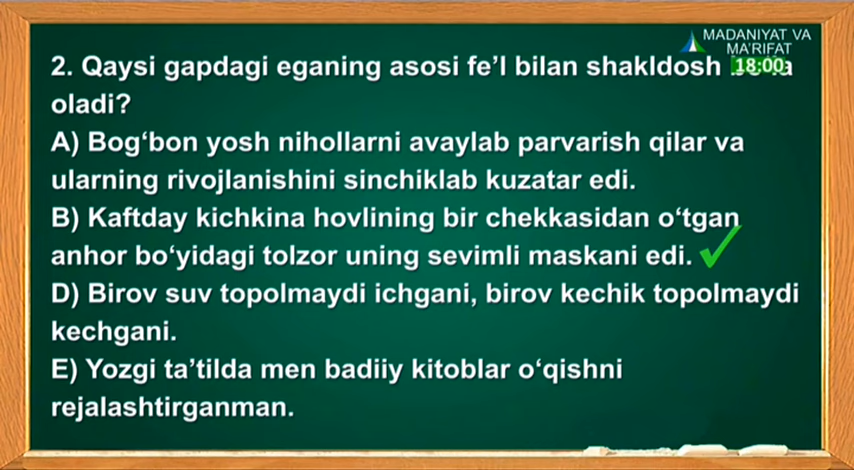 MADANIYAT VA
MA'RIFAT
18:00
2. Qaysi gapdagi eganing asosi fe’l bilan shakldosh
oladi?
A) Bog‘bon yosh nihollarni avaylab parvarish qilar va
ularning rivojlanishini sinchiklab kuzatar edi.
B) Kaftday kichkina hovlining bir chekkasidan o‘tgan
anhor bo‘yidagi tolzor uning sevimli maskani edi.
D) Birov suv topolmaydi ichgani, birov kechik topolmaydi
kechgani.
E) Yozgi ta’tilda men badiiy kitoblar o‘qishni
rejalashtirganman.